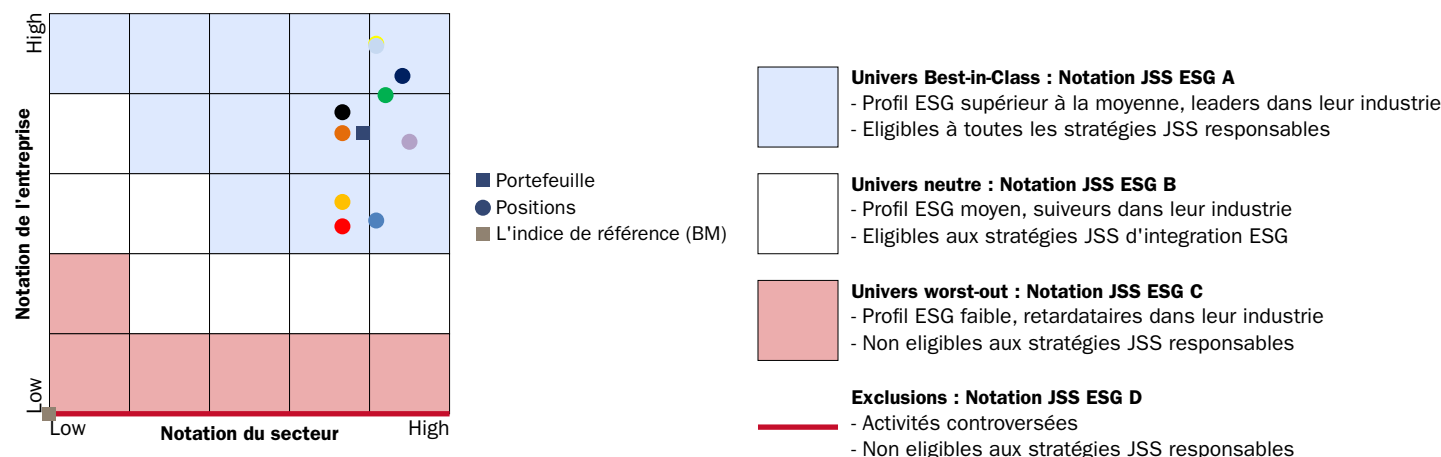 High
Notation de l'entreprise
Low
Low
Notation du secteur
High
Portefeuille
Positions
L'indice de référence (BM)
Univers Best-in-Class : Notation JSS ESG A
- Profil ESG supérieur à la moyenne, leaders dans leur industrie
- Eligibles à toutes les stratégies JSS responsables
Univers neutre : Notation JSS ESG B
- Profil ESG moyen, suiveurs dans leur industrie
- Eligibles aux stratégies JSS d'integration ESG
Univers worst-out : Notation JSS ESG C
- Profil ESG faible, retardataires dans leur industrie
- Non eligibles aux stratégies JSS responsables
Exclusions : Notation JSS ESG D
- Activités controversées
- Non eligibles aux stratégies JSS responsables